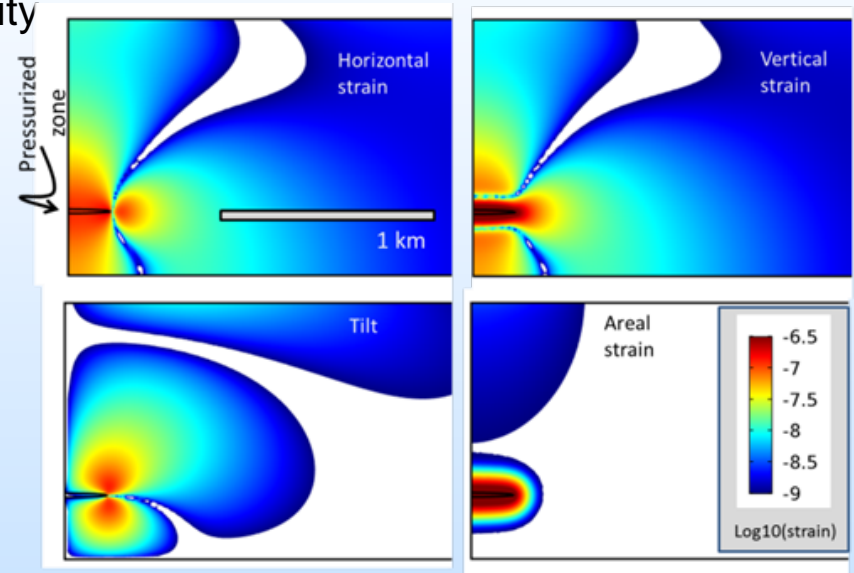 ity
Pressurized
zone
Horizontal
strain
1 km
Vertical
strain
Tilt
Areal
strain
-6.5
-7
-7.5
-8
-8.5
-9
Log10(strain)